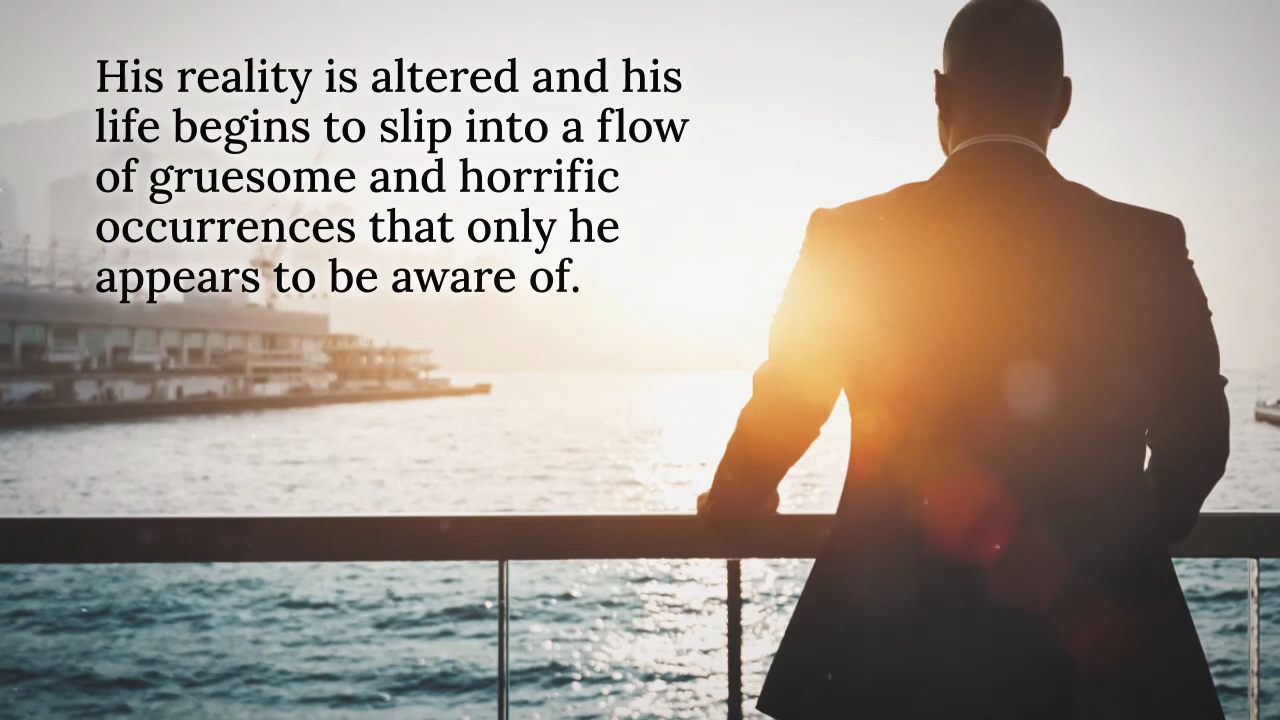 His reality is altered and his
life begins to slip into a flow
of gruesome and horrific
occurrences that only he
appears to be aware of.